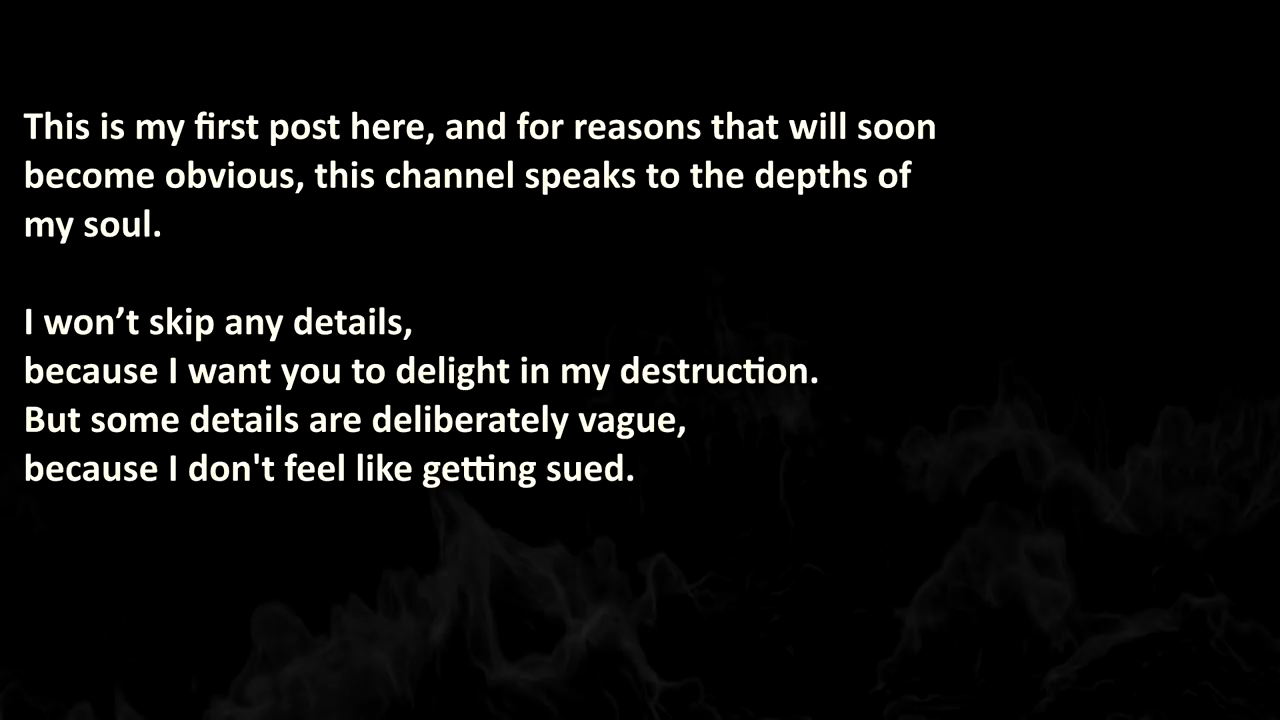 This is my first post here, and for reasons that will soon
become obvious, this channel speaks to the depths of
my soul.
I won’t skip any details,
because I want you to delight in my destruction.
But some details are deliberately vague,
because I don't feel like getting sued.